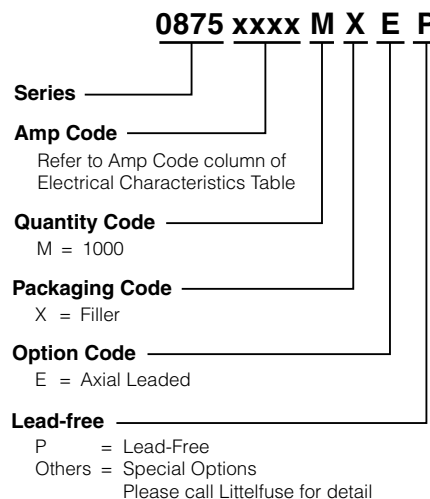 0875 xxxx M X E P
Series
Amp Code
Refer to Amp Code column of
Electrical Characteristics Table
Quantity Code
M = 1000
Packaging Code
X = Filler
Option Code
E = Axial Leaded
Lead-free
P = Lead-Free
Others = Special Options
Please call Littelfuse for detail